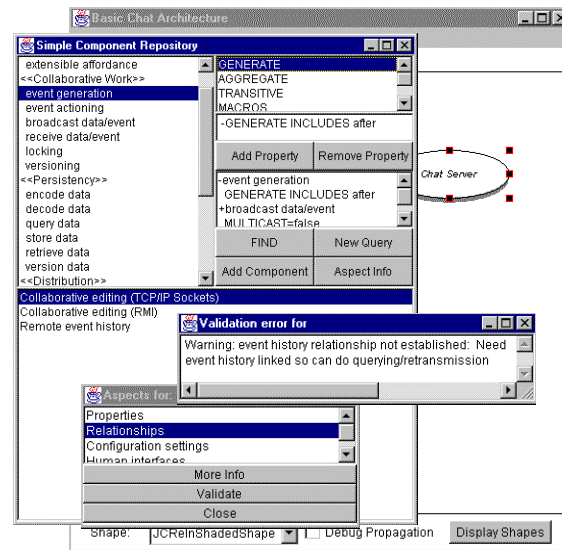 Basic Chat Architecture
Simple Component Repository
extensible affordance
<<Collaborative Work>>
event generation
event actioning
broadcast data/event
receive data/event
locking
versioning
<<Persistency>>
encode data
decode data
query data
store data
retrieve data
version data
<<Distribution>>
GENERATE
AGGREGATE
TRANSITIVE
MACROS
-GENERATE INCLUDES after
Add Property
Remove Property
-event generation
GENERATE INCLUDES after
+broadcast data/event
MULTICAST=false
FIND
New Query
Add Component
Aspect Info
Chat Server
Collaborative editing (TCP/IP Sockets)
Collaborative editing (RMI)
Remote event history
Validation error for
Warning: event history relationship not established: Need
event history linked so can do querying/retransmission
Aspects for:
Properties
Relationships
Configuration settings
Human interfaces
More Info
Validate
Close
Shape:
JCRelnShadedShape
Debug Propagation
Display Shapes